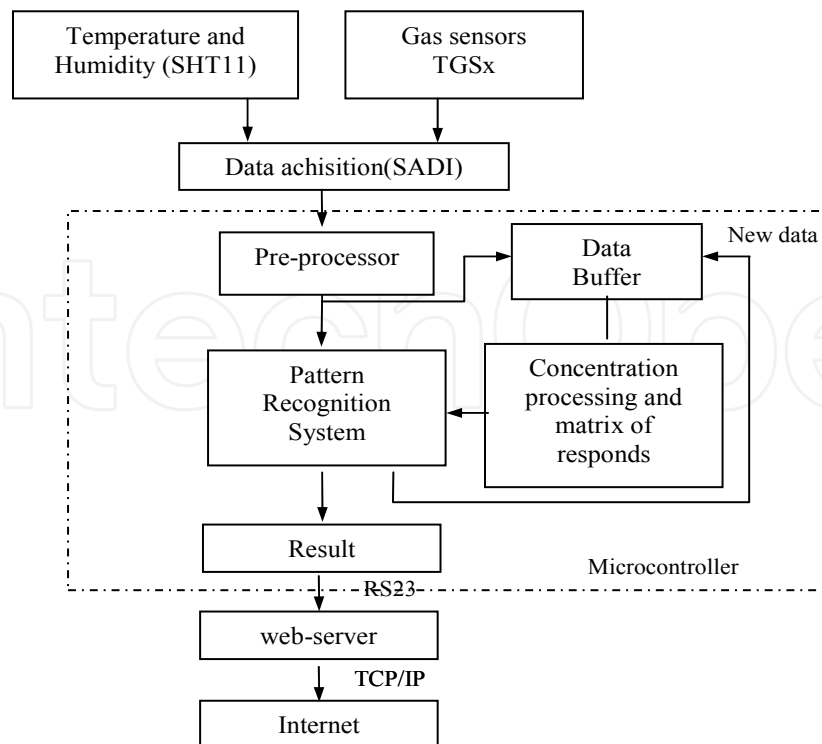 Temperature and
Humidity (SHT11)
Gas sensors
TGSx
Data achisition(SADI)
New data
Pre-processor
Data
Buffer
Pattern
Recognition
System
Concentration
processing and
matrix of
responds
Result
Microcontroller
RS23
web-server
TCP/IP
Internet